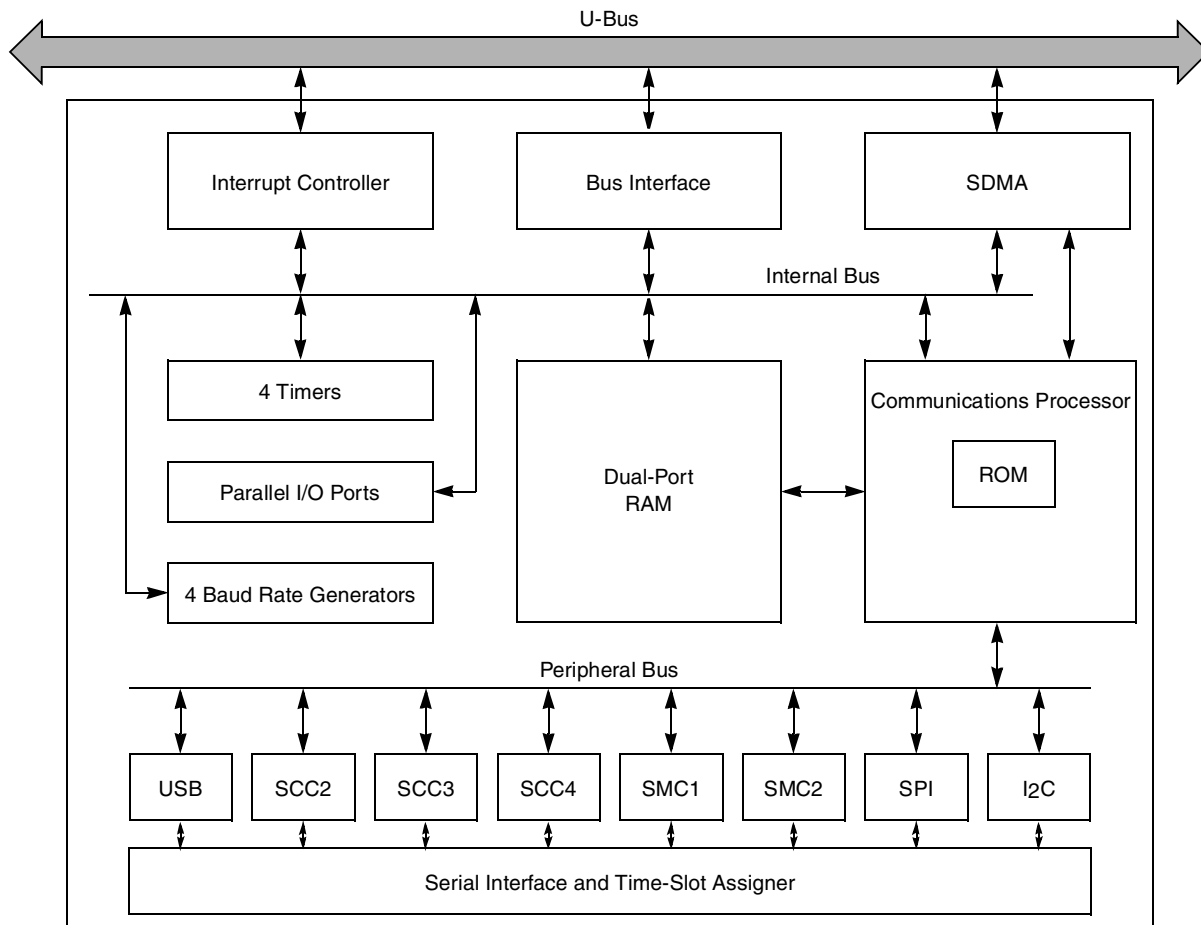 U-Bus
Interrupt Controller
Bus Interface
SDMA
Internal Bus
4 Timers
Communications Processor
ROM
Parallel I/O Ports
Dual-Port
RAM
4 Baud Rate Generators
Peripheral Bus
USB
SCC2
SCC3
SCC4
SMC1
SMC2
SPI
I2C
Serial Interface and Time-Slot Assigner